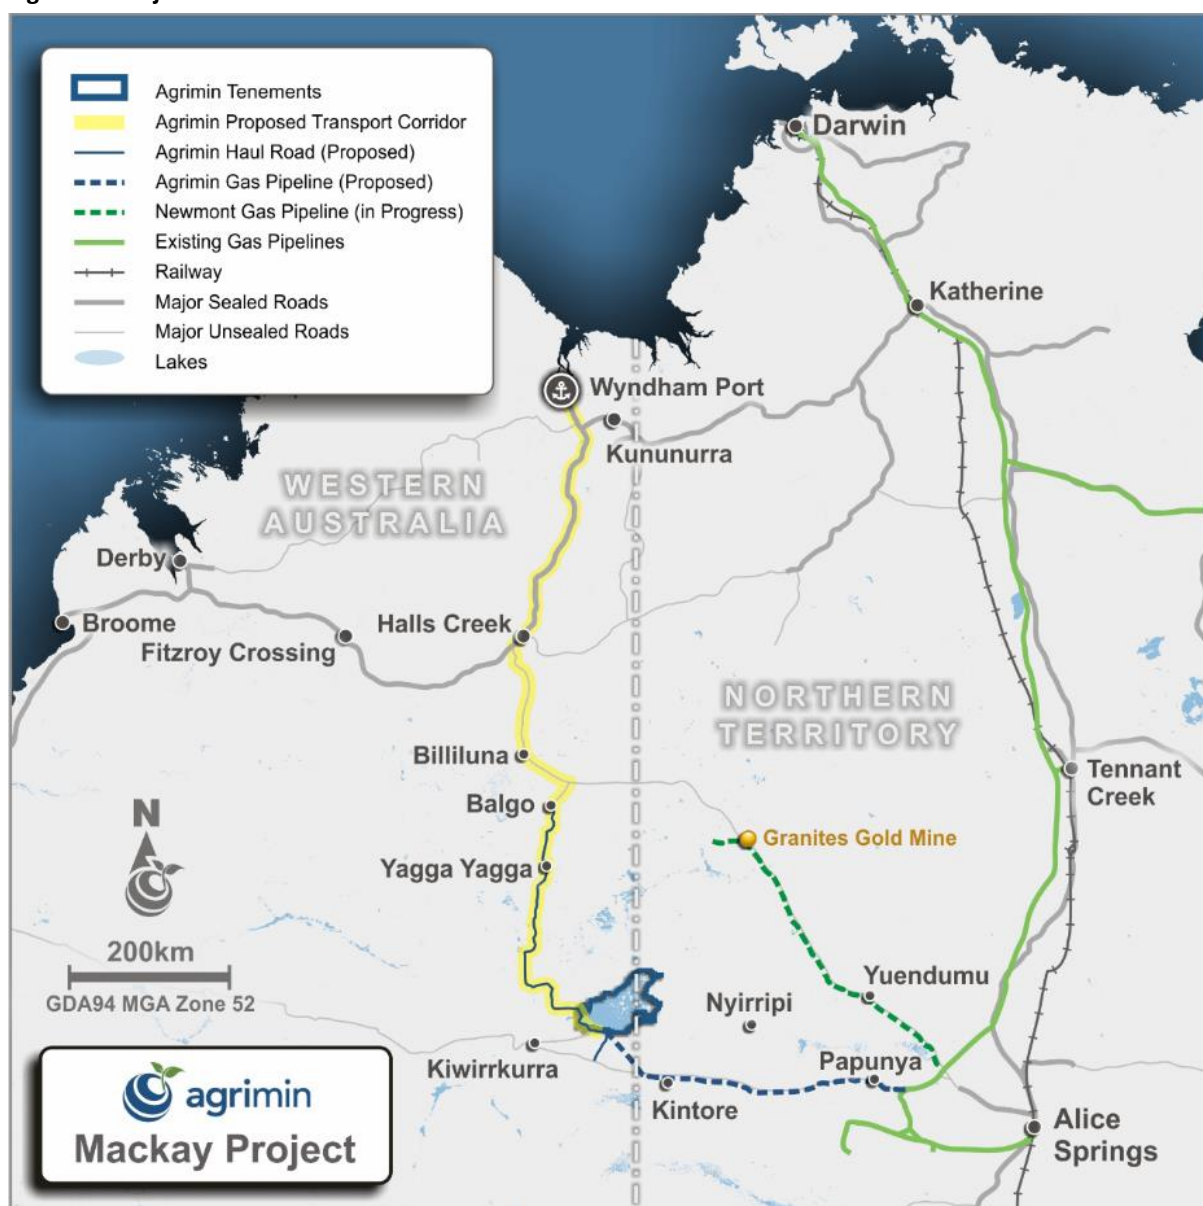 Agrimin Tenements
Agrimin Proposed Transport Corridor
Agrimin Haul Road (Proposed)
Agrimin Gas Pipeline (Proposed)
Newmont Gas Pipeline (in Progress)
Existing Gas Pipelines
Railway
Major Sealed Roads
Major Unsealed Roads
Lakes
Darwin
Katherine
Wyndham Port
Kununurra
WESTERN
AUSTRALIA
Derby
Broome
Fitzroy Crossing
Halls Creek
NORTHERN
TERRITORY
Billiluna
Balgo
Tennant
Creek
Granites Gold Mine
Yagga Yagga
N
200km
GDA94 MGA Zone 52
Yuendumu
Nyirripi
Kiwirrkurra
Papunya
Kintore
Alice
Springs
agrimin
Mackay Project